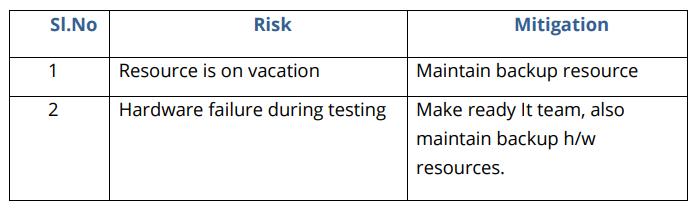 Sl.No Risk Mitigation
1 Resource is on vacation Maintain backup resource
2 Hardware failure during testing Make ready It team, also
maintain backup h/w
resources.